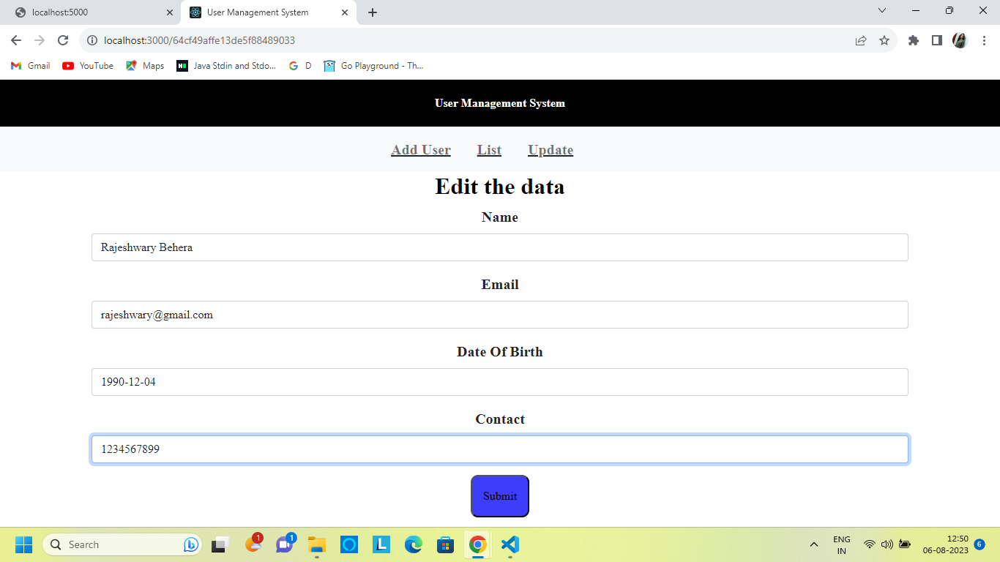 localhost:5000
User Management System
localhost:3000/64cf49affe13de5f88489033
Gmail YouTube Maps Java Stdin and Stdo... D Go Playground - Th...
User Management System
Add User List Update
Edit the data
Name
Rajeshwary Behera
Email
rajeshwary@gmail.com
Date Of Birth
1990-12-04
Contact
1234567899
Submit
Search
1
1
L
ENG
IN
12:50
06-08-2023
6